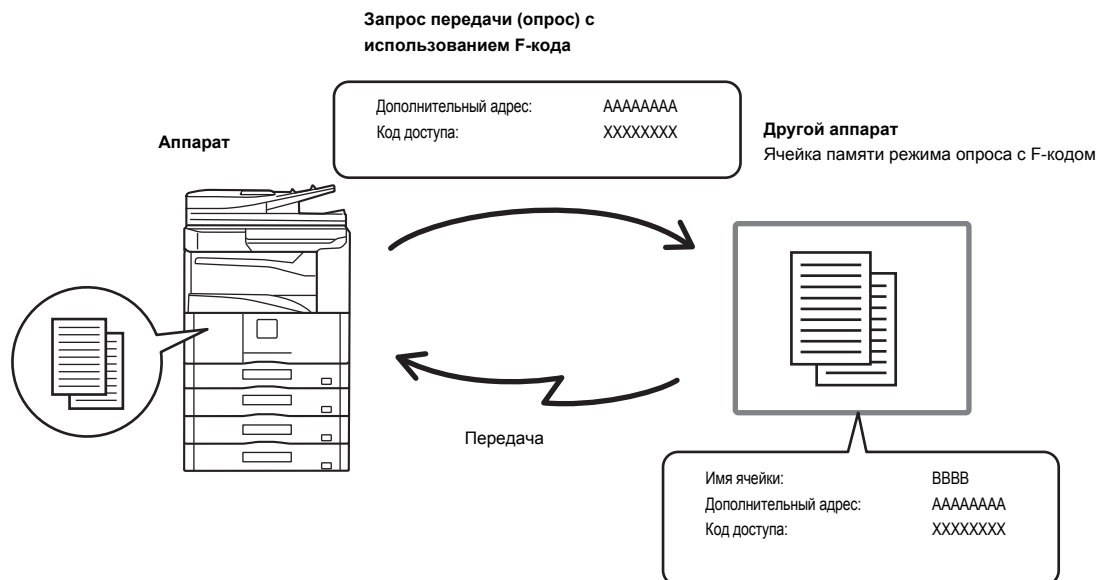 Запрос передачи (опрос) с
использованием F-кода
Дополнительный адрес: AAAAAAAA
Код доступа: XXXXXXXX
Аппарат
Другой аппарат
Ячейка памяти режима опроса с F-кодом
Передача
Имя ячейки: BBBB
Дополнительный адрес: AAAAAAAA
Код доступа: XXXXXXXX